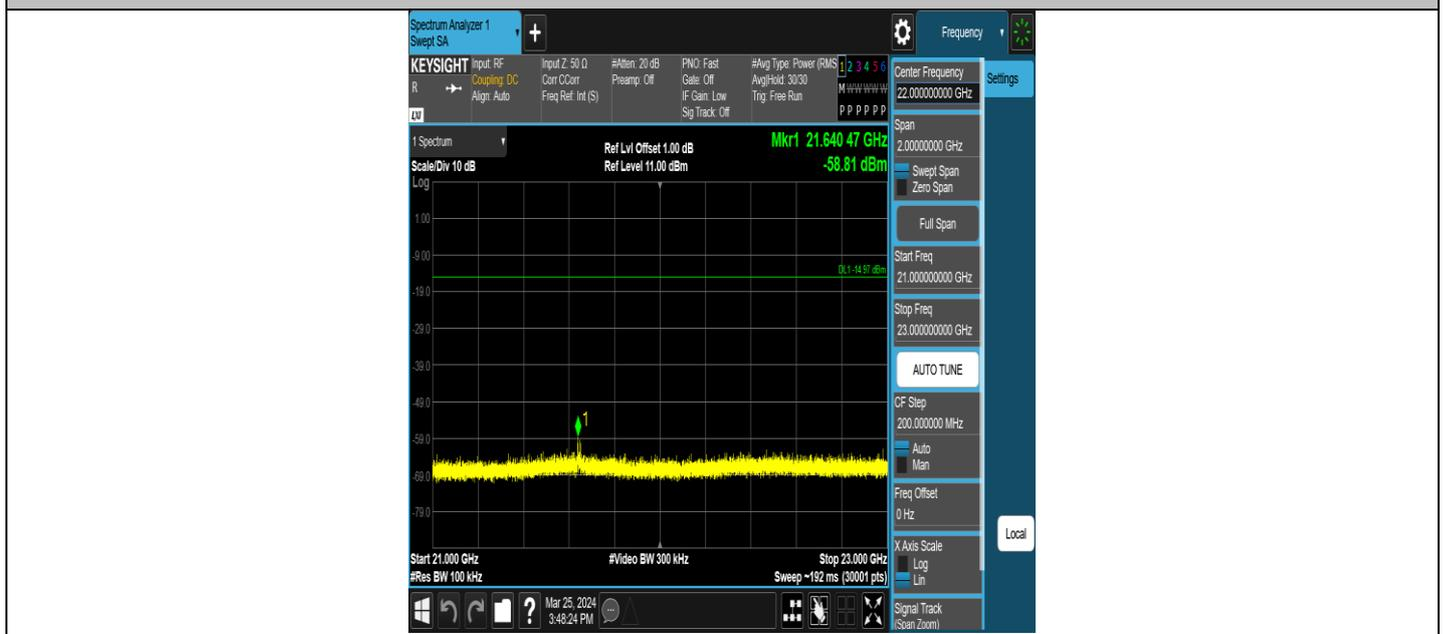 Spectrum Analyzer 1
Swept SA
Frequency
KEYSIGHT
R
LXI
Input: RF
Coupling: DC
Align: Auto
Input Z: 50 Ω
Corr CCorr
Freq Ref: Int (S)
#Atten: 20 dB
Preamp: Off
PNO: Fast
Gate: Off
IF Gain: Low
Sig Track: Off
#Avg Type: Power (RMS
Avg|Hold: 30/30
Trig: Free Run
1 2 3 4 5 6
M W W W W W
P P P P P P
1 Spectrum
Scale/Div 10 dB
Ref Lvl Offset 1.00 dB
Ref Level 11.00 dBm
Mkr1 21.640 47 GHz
-58.81 dBm
Log
1.00
-9.00
DL1 -14.97 dBm
-19.0
-29.0
-39.0
-49.0
1
-59.0
-69.0
-79.0
Start 21.000 GHz
#Res BW 100 kHz
#Video BW 300 kHz
Stop 23.000 GHz
Sweep ~192 ms (30001 pts)
Center Frequency
22.000000000 GHz
Settings
Span
2.00000000 GHz
Swept Span
Zero Span
Full Span
Start Freq
21.000000000 GHz
Stop Freq
23.000000000 GHz
AUTO TUNE
CF Step
200.000000 MHz
Auto
Man
Freq Offset
0 Hz
X Axis Scale
Log
Lin
Local
Signal Track
(Span Zoom)
?
Mar 25, 2024
3:48:24 PM